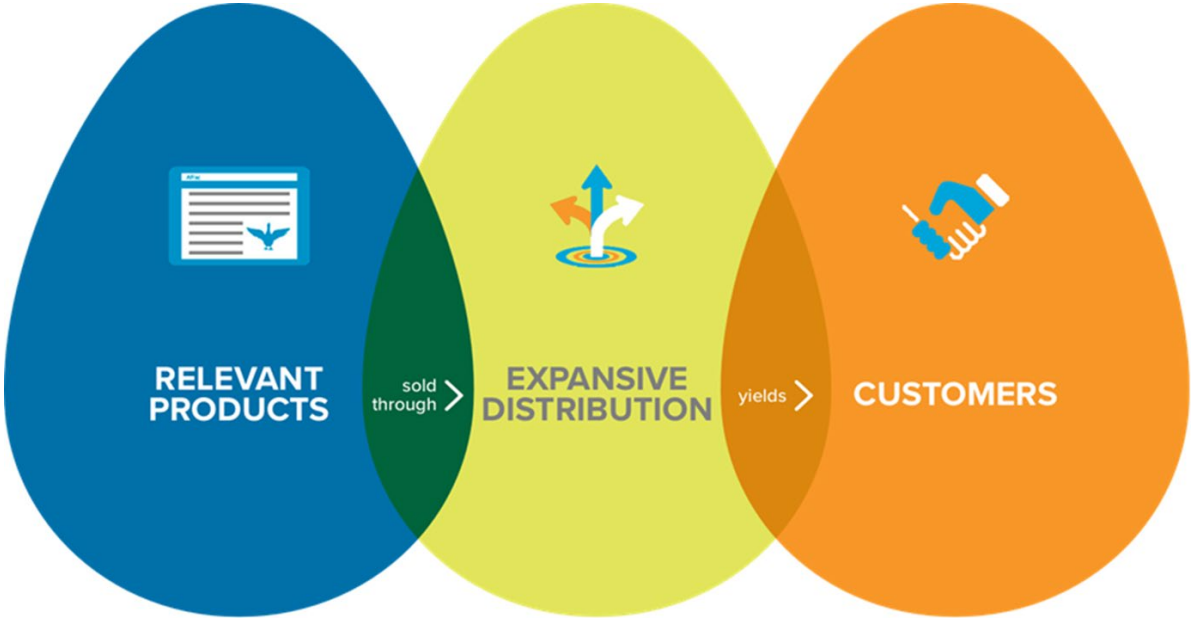 RELEVANT
PRODUCTS
sold
through
EXPANSIVE
DISTRIBUTION
yields
CUSTOMERS